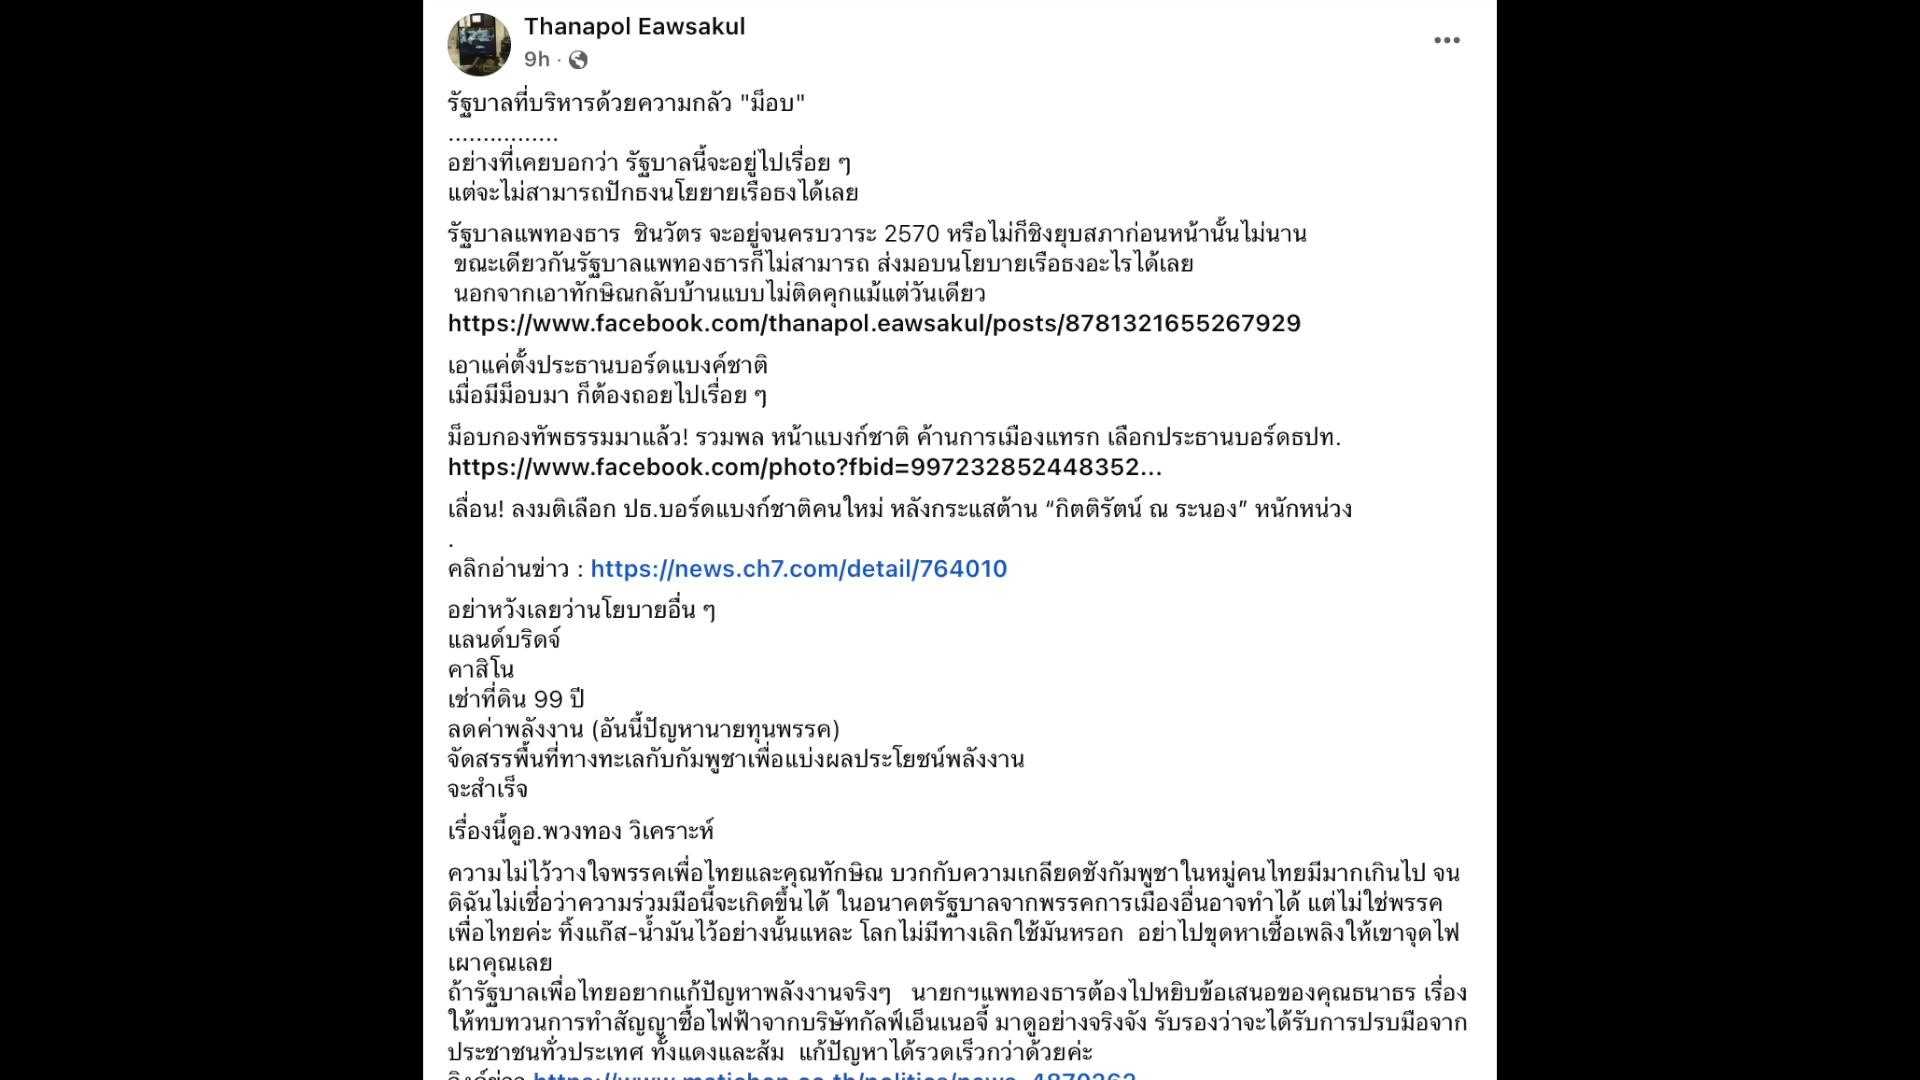 Thanapol Eawsakul
9h ·
รัฐบาลที่บริหารด้วยความกลัว "ม็อบ"
................
อย่างที่เคยบอกว่า รัฐบาลนี้จะอยู่ไปเรื่อย ๆ
แต่จะไม่สามารถปักธงนโยยายเรือธงได้เลย
รัฐบาลแพทองธาร  ชินวัตร จะอยู่จนครบวาระ 2570 หรือไม่ก็ชิงยุบสภาก่อนหน้านั้นไม่นาน
ขณะเดียวกันรัฐบาลแพทองธารก็ไม่สามารถ ส่งมอบนโยบายเรือธงอะไรได้เลย
นอกจากเอาทักษิณกลับบ้านแบบไม่ติดคุกแม้แต่วันเดียว
https://www.facebook.com/thanapol.eawsakul/posts/8781321655267929
เอาแค่ตั้งประธานบอร์ดแบงค์ชาติ
เมื่อมีม็อบมา ก็ต้องถอยไปเรื่อย ๆ
ม็อบกองทัพธรรมมาแล้ว! รวมพล หน้าแบงก์ชาติ ค้านการเมืองแทรก เลือกประธานบอร์ดธปท.
https://www.facebook.com/photo?fbid=997232852448352...
เลื่อน! ลงมติเลือก ปธ.บอร์ดแบงก์ชาติคนใหม่ หลังกระแสต้าน “กิตติรัตน์ ณ ระนอง” หนักหน่วง
.
คลิกอ่านข่าว : https://news.ch7.com/detail/764010
อย่าหวังเลยว่านโยบายอื่น ๆ
แลนด์บริดจ์
คาสิโน
เช่าที่ดิน 99 ปี
ลดค่าพลังงาน (อันนี้ปัญหานายทุนพรรค)
จัดสรรพื้นที่ทางทะเลกับกัมพูชาเพื่อแบ่งผลประโยชน์พลังงาน
จะสำเร็จ
เรื่องนี้ดูอ.พวงทอง วิเคราะห์
ความไม่ไว้วางใจพรรคเพื่อไทยและคุณทักษิณ บวกกับความเกลียดชังกัมพูชาในหมู่คนไทยมีมากเกินไป จน
ดิฉันไม่เชื่อว่าความร่วมมือนี้จะเกิดขึ้นได้ ในอนาคตรัฐบาลจากพรรคการเมืองอื่นอาจทำได้ แต่ไม่ใช่พรรค
เพื่อไทยค่ะ ทิ้งแก๊ส-น้ำมันไว้อย่างนั้นแหละ โลกไม่มีทางเลิกใช้มันหรอก  อย่าไปขุดหาเชื้อเพลิงให้เขาจุดไฟ
เผาคุณเลย
ถ้ารัฐบาลเพื่อไทยอยากแก้ปัญหาพลังงานจริงๆ   นายกฯแพทองธารต้องไปหยิบข้อเสนอของคุณธนาธร เรื่อง
ให้ทบทวนการทำสัญญาซื้อไฟฟ้าจากบริษัทกัลฟ์เอ็นเนอจี้ มาดูอย่างจริงจัง รับรองว่าจะได้รับการปรบมือจาก
ประชาชนทั่วประเทศ ทั้งแดงและส้ม  แก้ปัญหาได้รวดเร็วกว่าด้วยค่ะ
https://www.matichon.co.th/politics/news_4870262